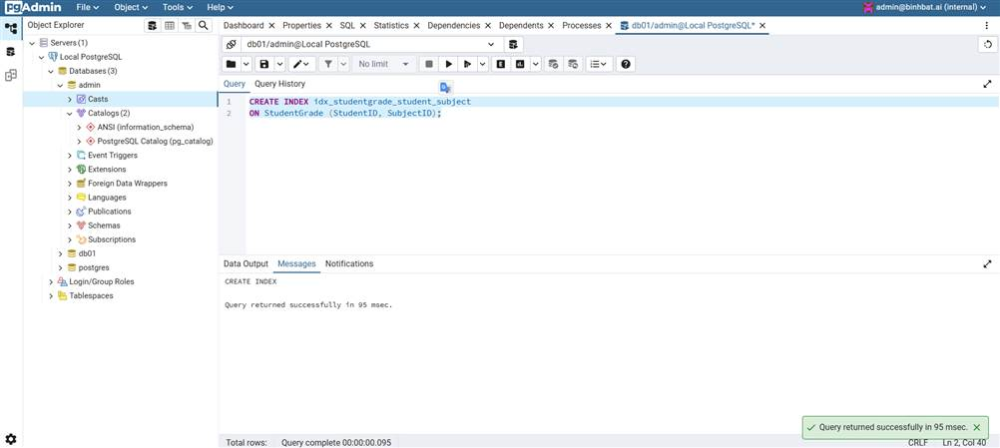 pgAdmin File Object Tools Help admin@binhbat.ai (internal)
Object Explorer
Dashboard Properties SQL Statistics Dependencies Dependents Processes db01/admin@Local PostgreSQL*
Servers (1)
Local PostgreSQL
Databases (3)
admin
Casts
Catalogs (2)
ANSI (information_schema)
PostgreSQL Catalog (pg_catalog)
Event Triggers
Extensions
Foreign Data Wrappers
Languages
Publications
Schemas
Subscriptions
db01
postgres
Login/Group Roles
Tablespaces
db01/admin@Local PostgreSQL
No limit
E
Query Query History
1 CREATE INDEX idx_studentgrade_student_subject
2 ON StudentGrade (StudentID, SubjectID);
Data Output Messages Notifications
CREATE INDEX
Query returned successfully in 95 msec.
Query returned successfully in 95 msec.
Total rows: Query complete 00:00:00.095 CRLF Ln 2, Col 40